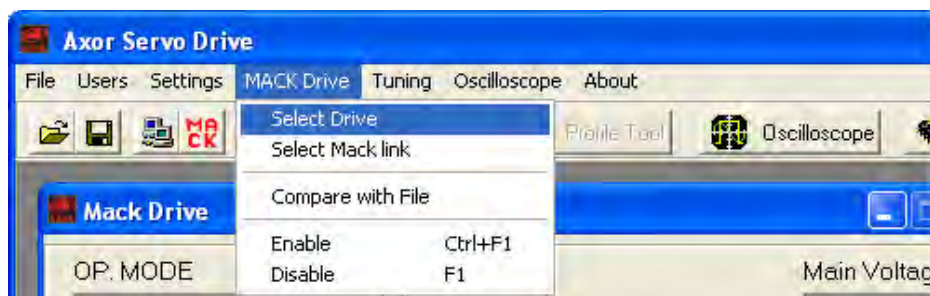 Axor Servo Drive
File Users Settings MACK Drive Tuning Oscilloscope About
MACK Profile Tool Oscilloscope
Select Drive
Select Mack link
Compare with File
Enable Ctrl+F1
Disable F1
Mack Drive
OP. MODE Main